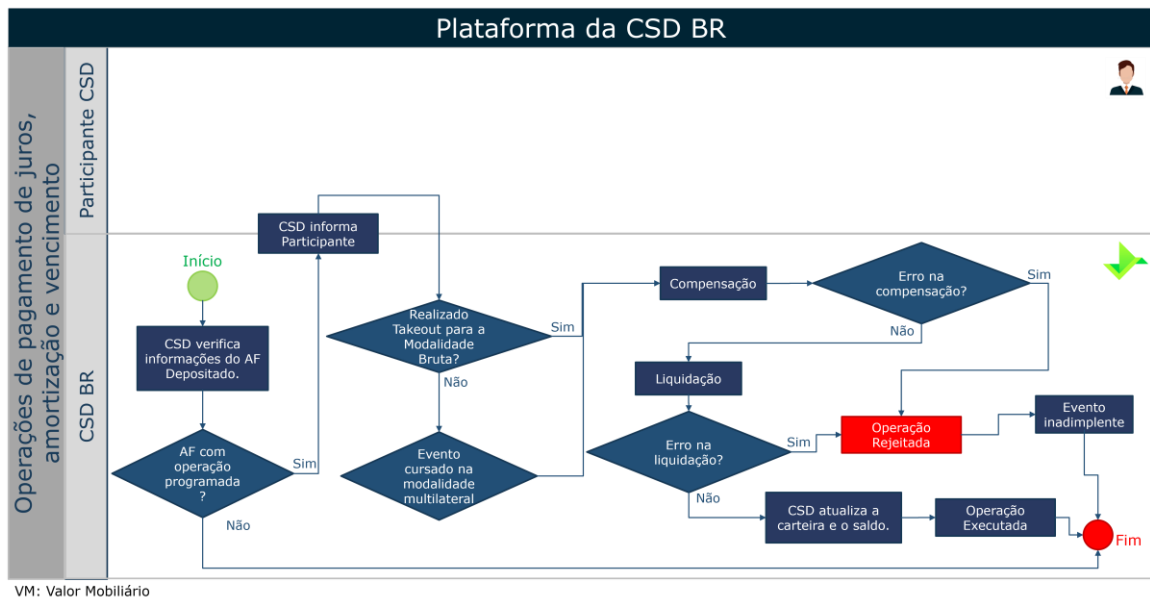 Plataforma da CSD BR
Operações de pagamento de juros,
amortização e vencimento
Participante CSD
CSD BR
CSD informa
Participante
Início
CSD verifica
informações do AF
Depositado.
AF com
operação
programada
?
Sim
Não
Realizado
Takeout para a
Modalidade
Bruta?
Sim
Não
Evento
cursado na
modalidade
multilateral
Compensação
Erro na
compensação?
Sim
Não
Liquidação
Erro na
liquidação?
Sim
Não
Operação
Rejeitada
Evento
inadimplente
CSD atualiza a
carteira e o saldo.
Operação
Executada
Fim
VM: Valor Mobiliário